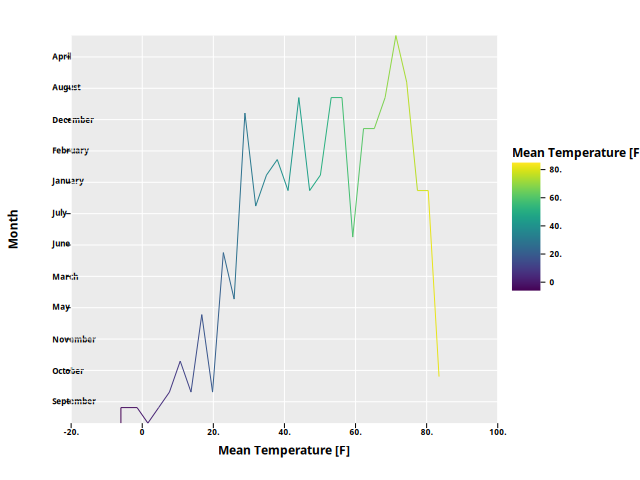 April
August
December
February
January
July
June
March
May
November
October
September
Month
-20.
0
20.
40.
60.
80.
100.
Mean Temperature [F]
Mean Temperature [F
80.
60.
40.
20.
0